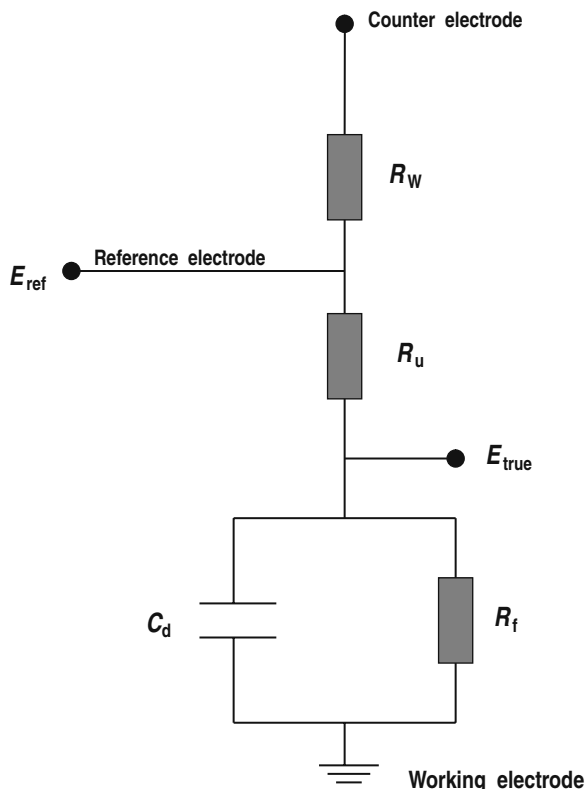 Counter electrode
R_W
Reference electrode
E_ref
R_u
E_true
C_d
R_f
Working electrode